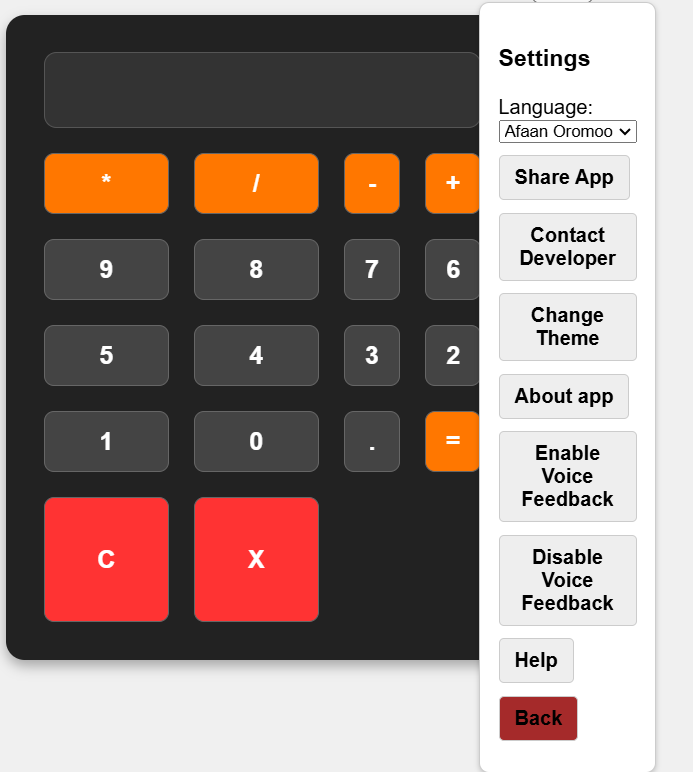 * / - +
9 8 7 6
5 4 3 2
1 0 . =
C X
Settings
Language:
Afaan Oromoo
Share App
Contact
Developer
Change
Theme
About app
Enable
Voice
Feedback
Disable
Voice
Feedback
Help
Back